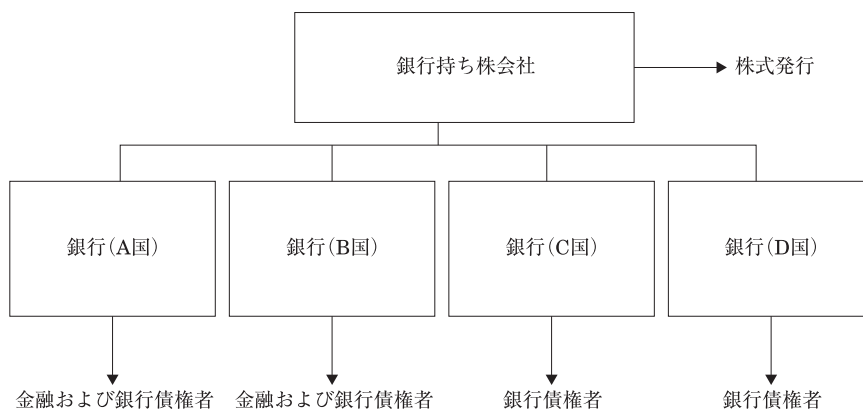 銀行持ち株会社
株式発行
銀行（A国）
銀行（B国）
銀行（C国）
銀行（D国）
金融および銀行債権者
金融および銀行債権者
銀行債権者
銀行債権者